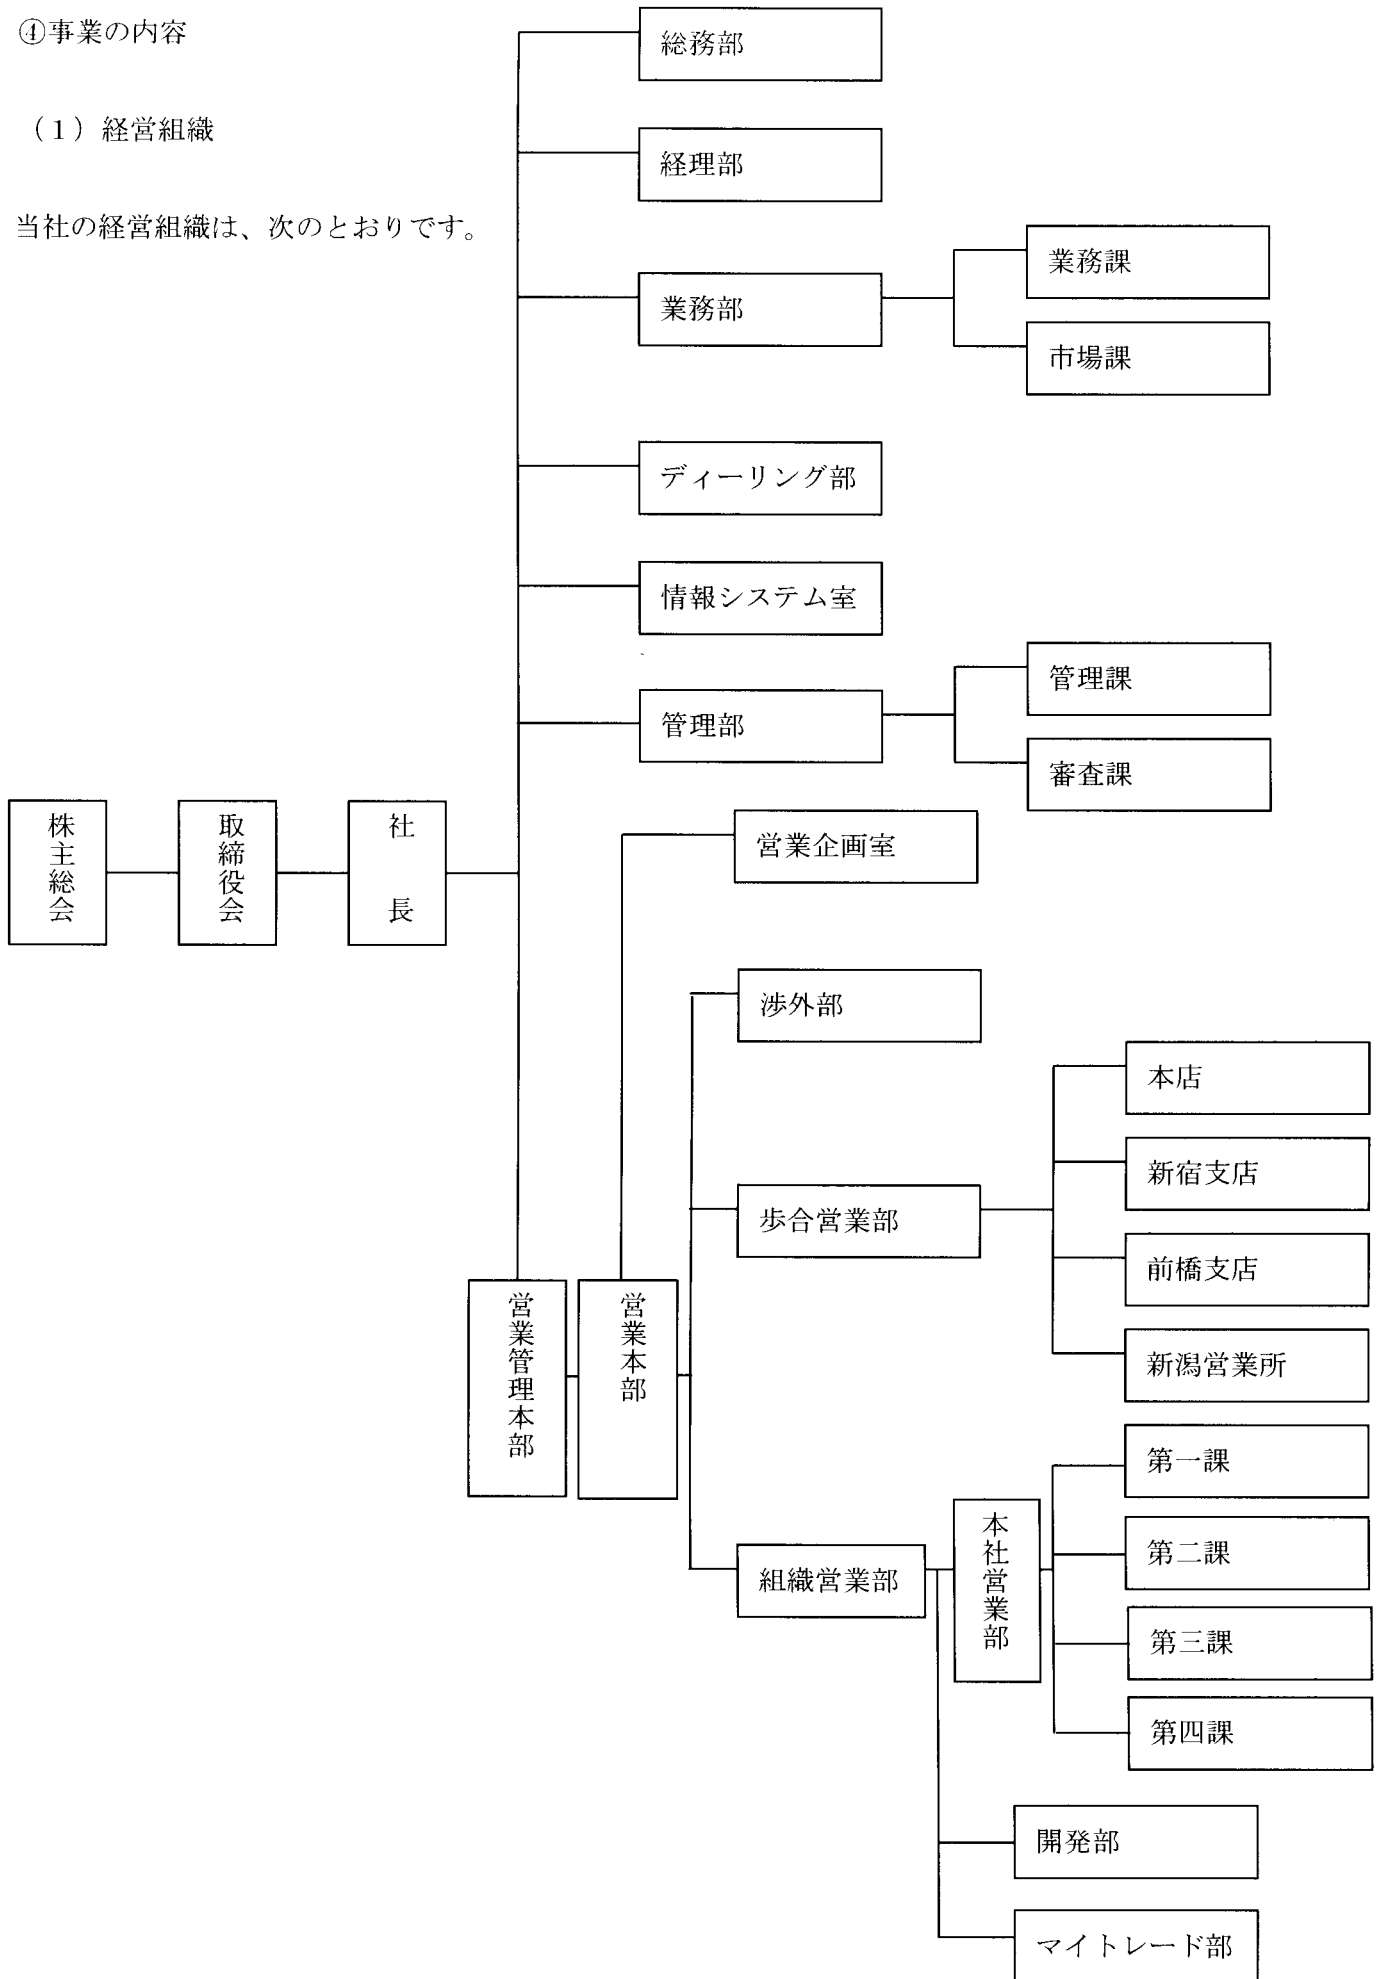 ④事業の内容
（１）経営組織
当社の経営組織は、次のとおりです。
総務部
経理部
業務部
業務課
市場課
ディーリング部
情報システム室
管理部
管理課
審査課
株主総会
取締役会
社長
営業企画室
渉外部
歩合営業部
本店
新宿支店
前橋支店
新潟営業所
営業管理本部
営業本部
組織営業部
本社営業部
第一課
第二課
第三課
第四課
開発部
マイトレード部